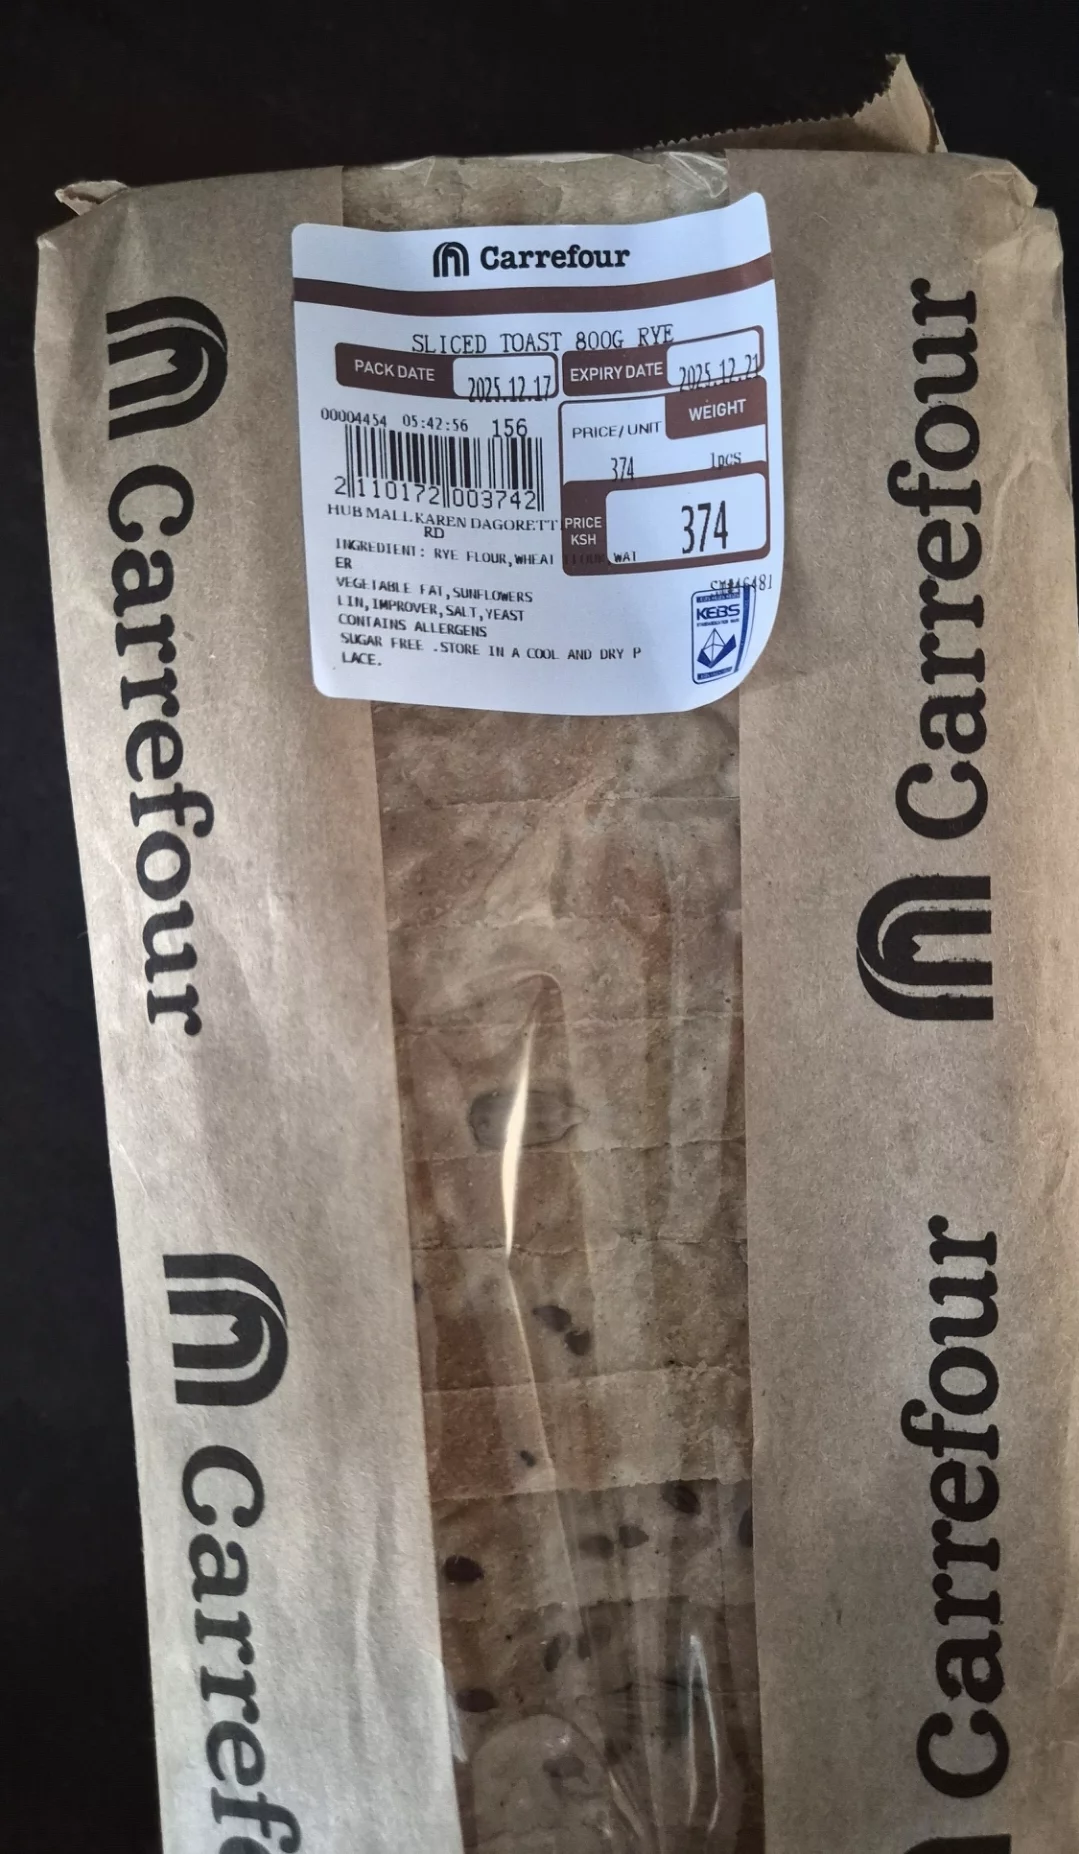 Carrefour
SLICED TOAST 800G RYE
PACK DATE 2025.12.17 EXPIRY DATE 2025.12.21
00004454 05:42:56 156
PRICE/UNIT WEIGHT
374 1pcs
2 110172 003742
PRICE KSH 374
HUB MALL KAREN DAGORETT
RD
INGREDIENT: RYE FLOUR,WHEAT FLOUR,WAT
ER
VEGETABLE FAT,SUNFLOWERS
LIN,IMPROVER,SALT,YEAST
CONTAINS ALLERGENS
SUGAR FREE .STORE IN A COOL AND DRY P
LACE.
KEBS
Carrefour
Carrefour
Carref
Carrefour